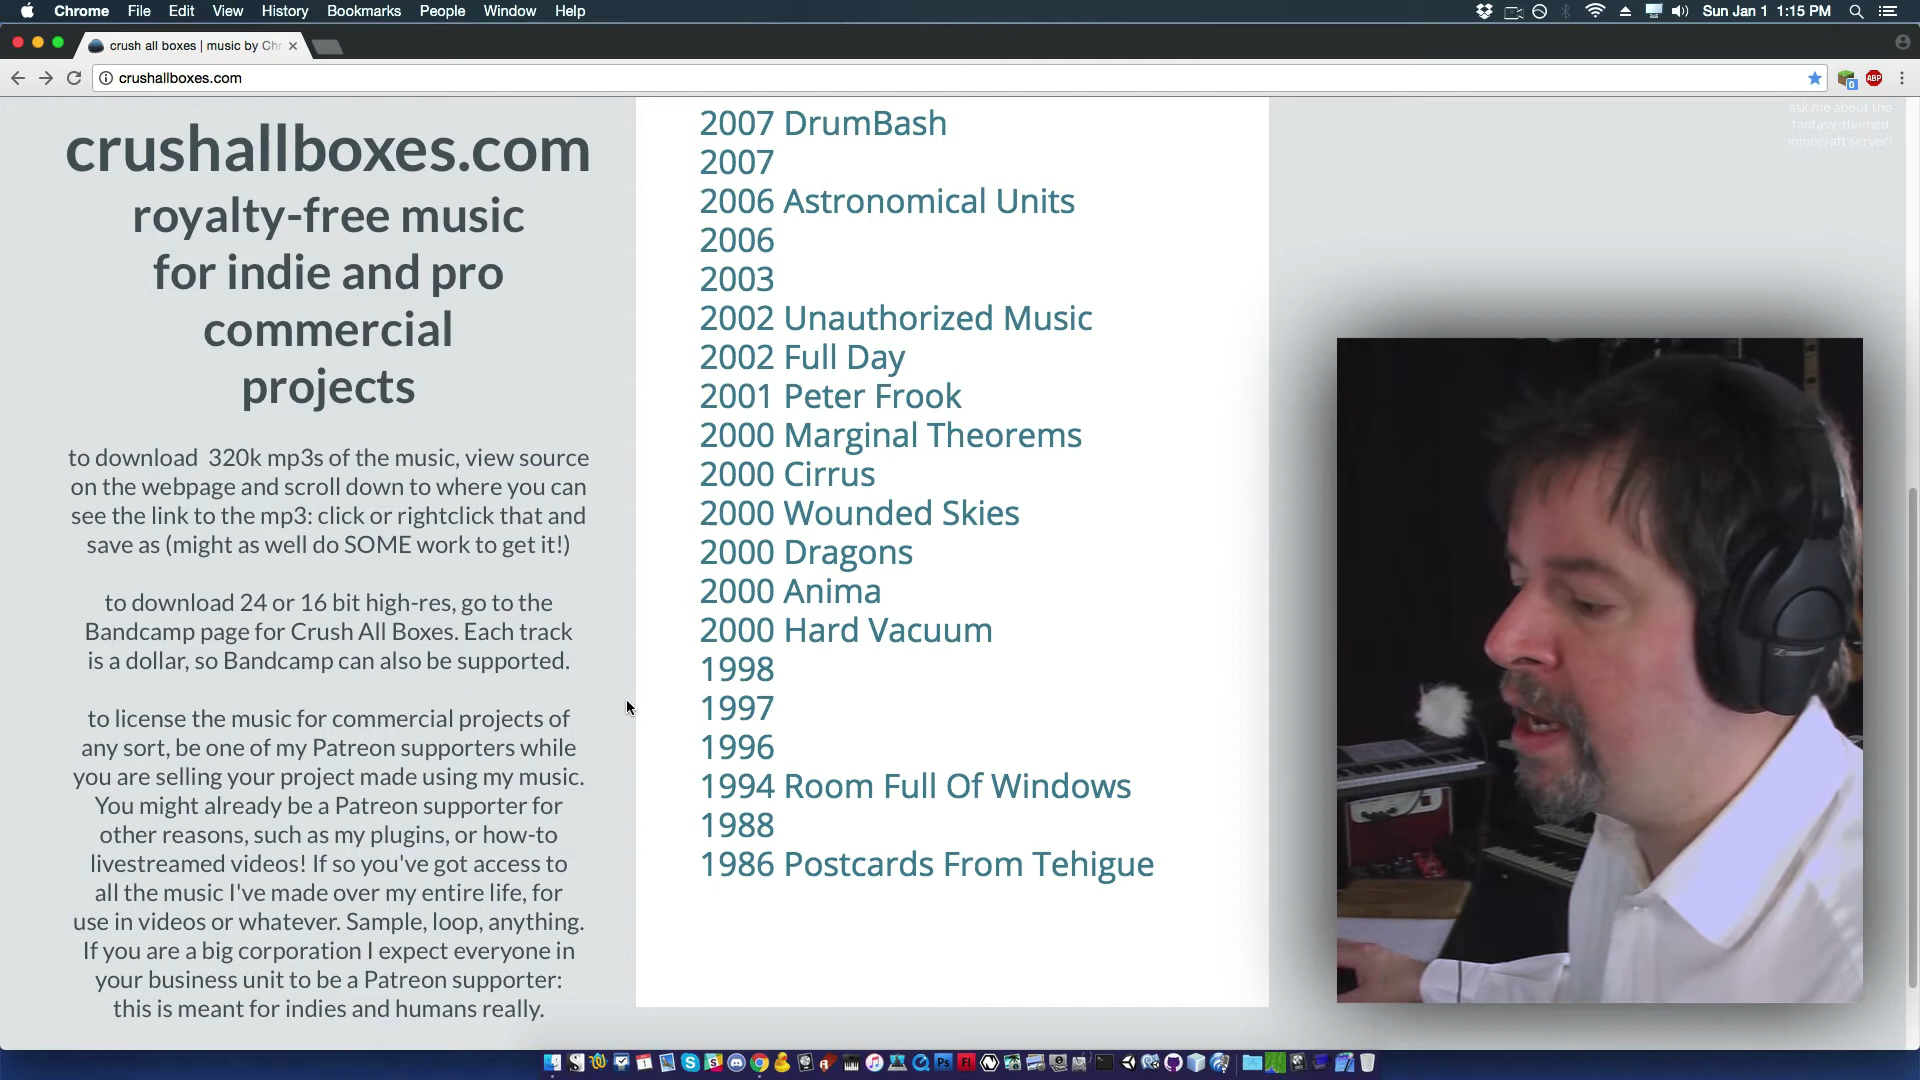 Chrome File Edit View History Bookmarks People Window Help
Sun Jan 1 1:15 PM
crush all boxes | music by Chr
crushallboxes.com
ABP
0
crushallboxes.com
royalty-free music
for indie and pro
commercial
projects
to download 320k mp3s of the music, view source
on the webpage and scroll down to where you can
see the link to the mp3: click or rightclick that and
save as (might as well do SOME work to get it!)
to download 24 or 16 bit high-res, go to the
Bandcamp page for Crush All Boxes. Each track
is a dollar, so Bandcamp can also be supported.
to license the music for commercial projects of
any sort, be one of my Patreon supporters while
you are selling your project made using my music.
You might already be a Patreon supporter for
other reasons, such as my plugins, or how-to
livestreamed videos! If so you've got access to
all the music I've made over my entire life, for
use in videos or whatever. Sample, loop, anything.
If you are a big corporation I expect everyone in
your business unit to be a Patreon supporter:
this is meant for indies and humans really.
2007 DrumBash
2007
2006 Astronomical Units
2006
2003
2002 Unauthorized Music
2002 Full Day
2001 Peter Frook
2000 Marginal Theorems
2000 Cirrus
2000 Wounded Skies
2000 Dragons
2000 Anima
2000 Hard Vacuum
1998
1997
1996
1994 Room Full Of Windows
1988
1986 Postcards From Tehigue
ask me about the
fantasy-themed
minecraft server!